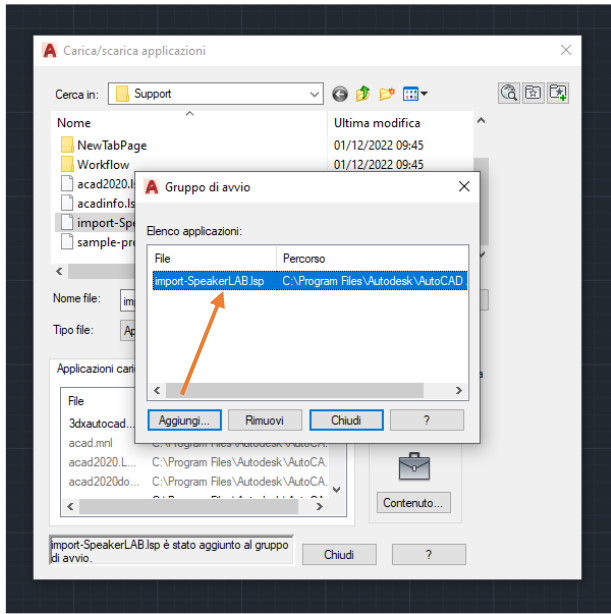 Carica/scarica applicazioni
Cerca in: Support
Nome Ultima modifica
NewTabPage 01/12/2022 09:45
Workflow 01/12/2022 09:45
acad2020.l
acadinfo.ls
import-Spe
sample-pr
Gruppo di avvio
Elenco applicazioni:
File Percorso
import-SpeakerLAB.lsp C:\Program Files\Autodesk\AutoCAD
Aggiungi... Rimuovi Chiudi ?
Nome file: im
Tipo file: Ap
Applicazioni cari
File
3dxautocad...
acad.mnl C:\Program Files\Autodesk\AutoCA.
acad2020.L... C:\Program Files\Autodesk\AutoCA.
acad2020do... C:\Program Files\Autodesk\AutoCA.
Contenuto...
import-SpeakerLAB.lsp è stato aggiunto al gruppo
di avvio.
Chiudi ?